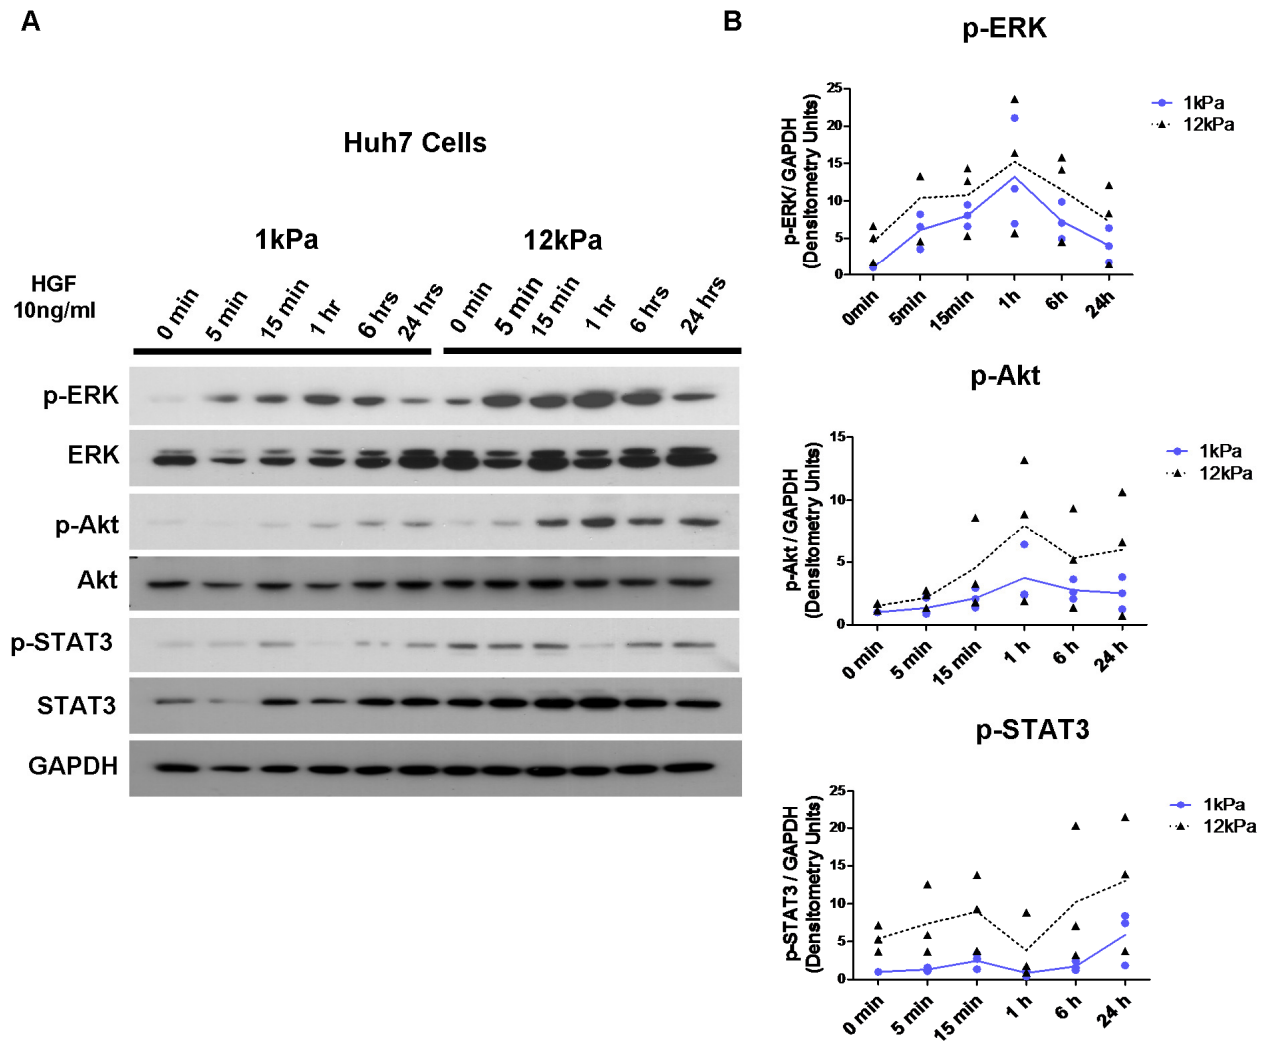 A
Huh7 Cells
1kPa
12kPa
HGF
10ng/ml
0 min
5 min
15 min
1 hr
6 hrs
24 hrs
0 min
5 min
15 min
1 hr
6 hrs
24 hrs
p-ERK
ERK
p-Akt
Akt
p-STAT3
STAT3
GAPDH
B
p-ERK
p-ERK/ GAPDH
(Densitometry Units)
25
20
15
10
5
0
0min
5min
15min
1h
6h
24h
1kPa
12kPa
p-Akt
p-Akt / GAPDH
(Densitometry Units)
15
10
5
0
0 min
5 min
15 min
1 h
6 h
24 h
1kPa
12kPa
p-STAT3
p-STAT3 / GAPDH
(Densitometry Units)
25
20
15
10
5
0
0 min
5 min
15 min
1 h
6 h
24 h
1kPa
12kPa